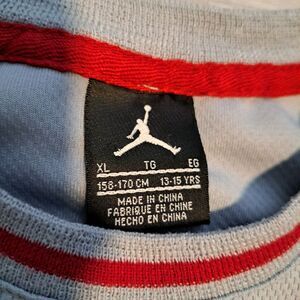 XL TG EG
158-170 CM 13-15 YRS
MADE IN CHINA
FABRIQUÉ EN CHINE
HECHO EN CHINA